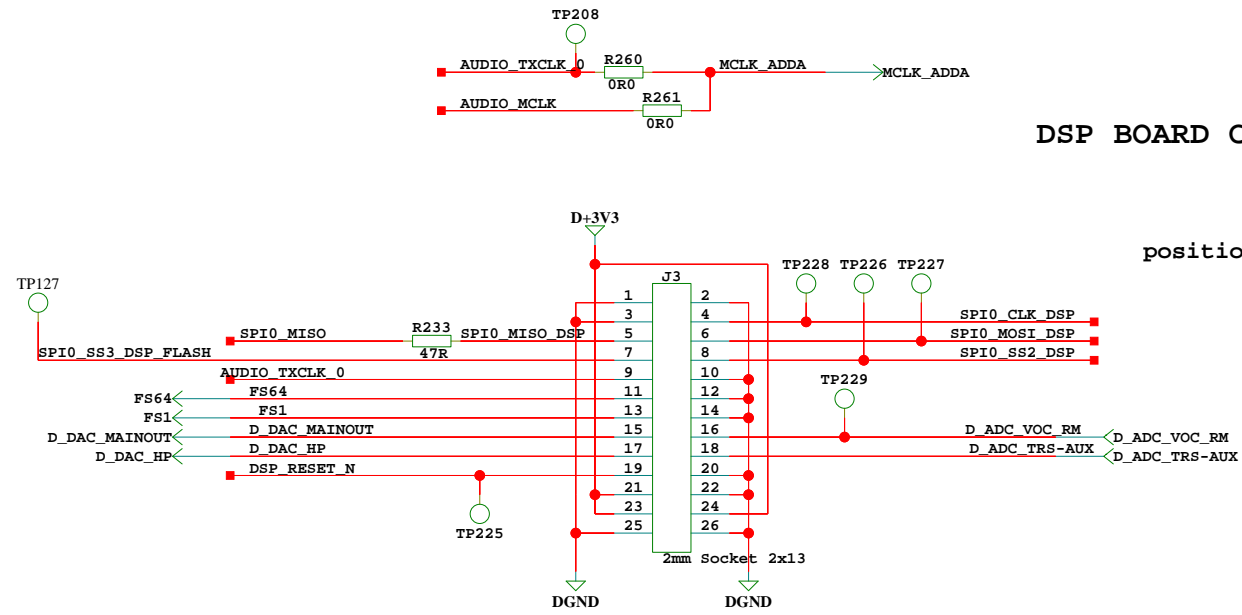 TP208
AUDIO_TXCLK_0
R260
MCLK_ADDA
MCLK_ADDA
0R0
AUDIO_MCLK
R261
0R0
DSP BOARD C
D+3V3
positio
TP127
J3
TP228
TP226
TP227
1
2
3
4
SPI0_CLK_DSP
SPI0_MISO
R233
SPI0_MISO_DSP
5
6
SPI0_MOSI_DSP
SPI0_SS3_DSP_FLASH
47R
7
8
SPI0_SS2_DSP
AUDIO_TXCLK_0
9
10
TP229
FS64
FS64
11
12
FS1
FS1
13
14
D_DAC_MAINOUT
D_DAC_MAINOUT
15
16
D_ADC_VOC_RM
D_ADC_VOC_RM
D_DAC_HP
D_DAC_HP
17
18
D_ADC_TRS-AUX
D_ADC_TRS-AUX
DSP_RESET_N
19
20
21
22
23
24
TP225
25
26
2mm Socket 2x13
DGND
DGND